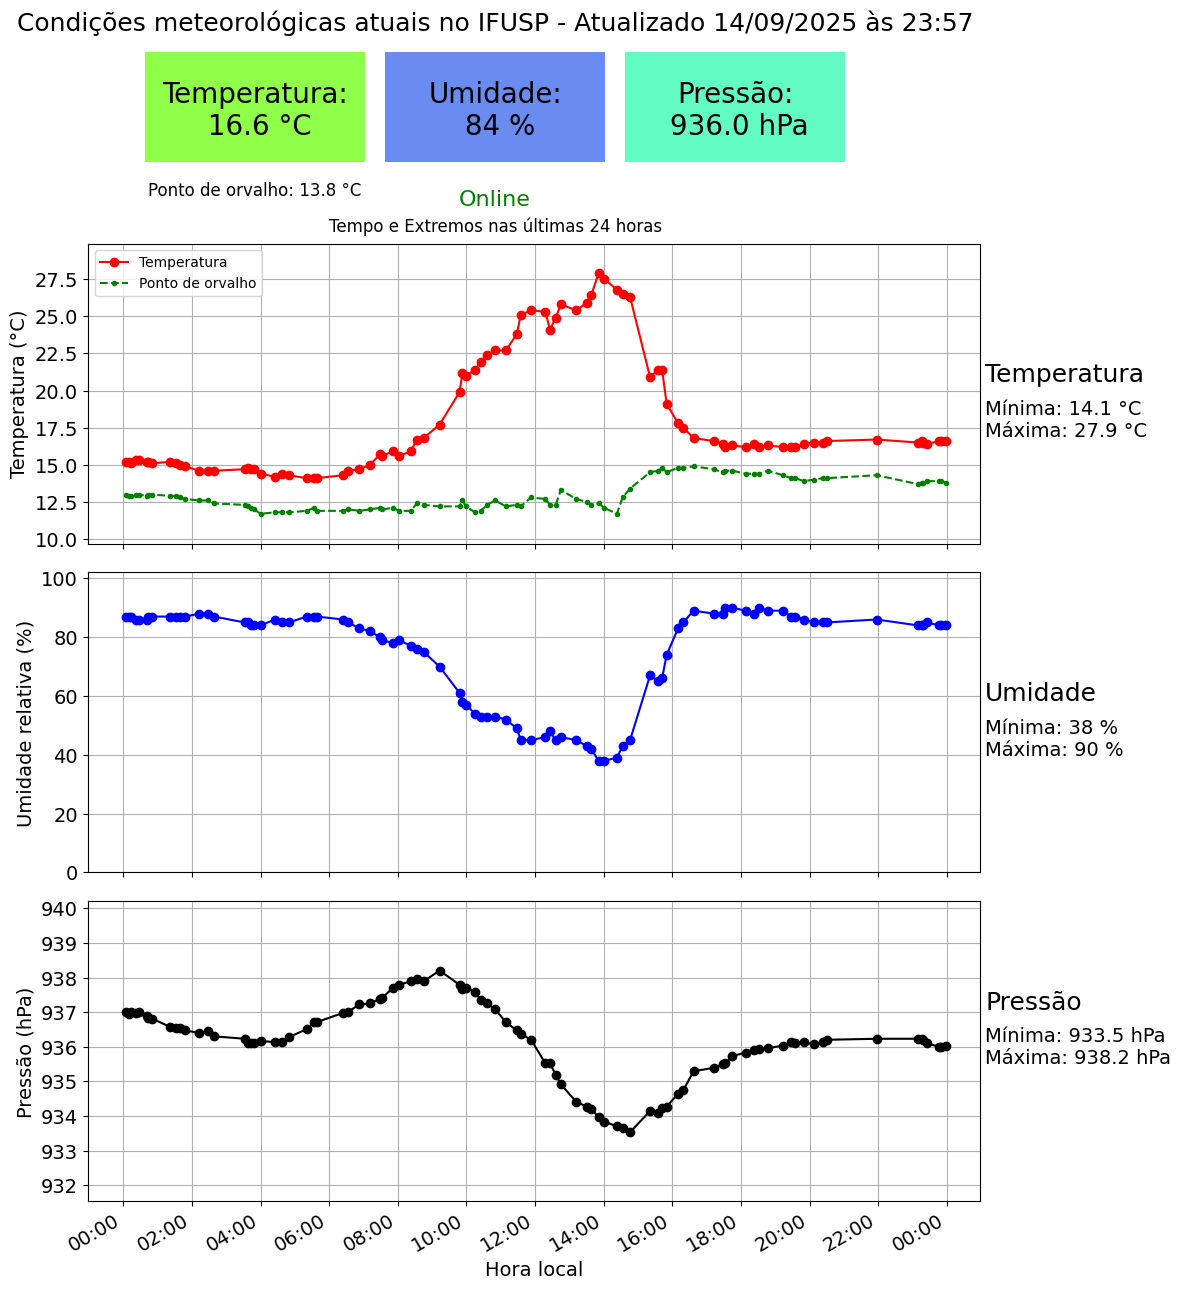 Condições meteorológicas atuais no IFUSP - Atualizado 14/09/2025 às 23:57
Temperatura:
16.6 °C
Umidade:
84 %
Pressão:
936.0 hPa
Ponto de orvalho: 13.8 °C
Online
Tempo e Extremos nas últimas 24 horas
Temperatura
Ponto de orvalho
27.5
25.0
22.5
20.0
17.5
15.0
12.5
10.0
Temperatura (°C)
Temperatura
Mínima: 14.1 °C
Máxima: 27.9 °C
100
80
60
40
20
0
Umidade relativa (%)
Umidade
Mínima: 38 %
Máxima: 90 %
940
939
938
937
936
935
934
933
932
Pressão (hPa)
Pressão
Mínima: 933.5 hPa
Máxima: 938.2 hPa
00:00
02:00
04:00
06:00
08:00
10:00
12:00
14:00
16:00
18:00
20:00
22:00
00:00
Hora local